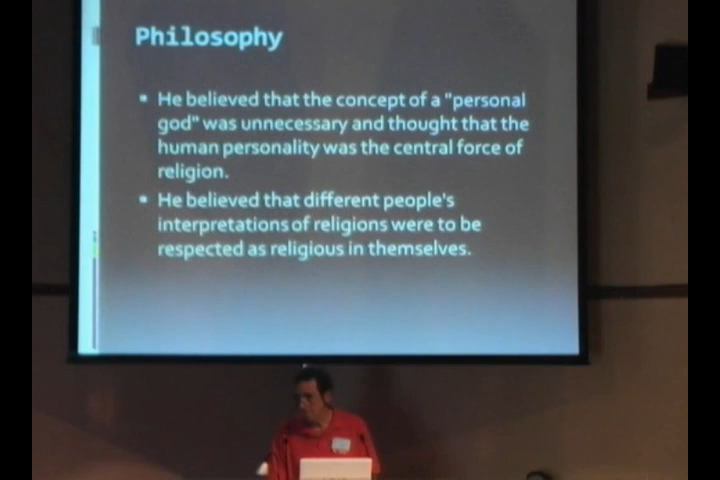 Philosophy
▪ He believed that the concept of a "personal
god" was unnecessary and thought that the
human personality was the central force of
religion.
▪ He believed that different people's
interpretations of religions were to be
respected as religious in themselves.